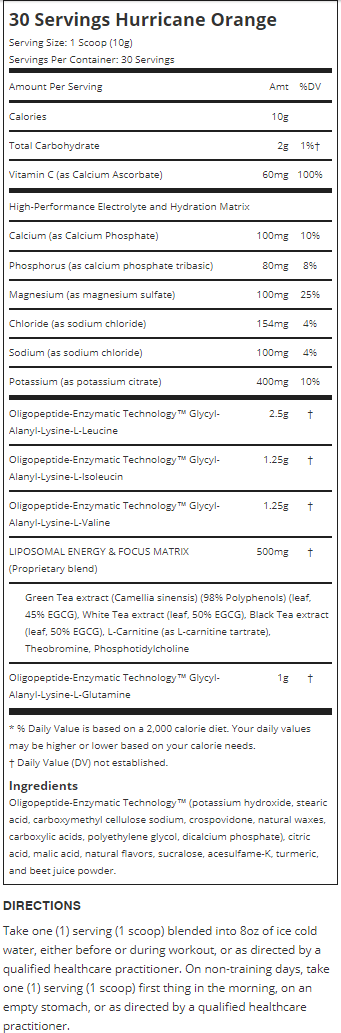 30 Servings Hurricane Orange
Serving Size: 1 Scoop (10g)
Servings Per Container: 30 Servings
Amount Per Serving Amt %DV
Calories 10g
Total Carbohydrate 2g 1%†
Vitamin C (as Calcium Ascorbate) 60mg 100%
High-Performance Electrolyte and Hydration Matrix
Calcium (as Calcium Phosphate) 100mg 10%
Phosphorus (as calcium phosphate tribasic) 80mg 8%
Magnesium (as magnesium sulfate) 100mg 25%
Chloride (as sodium chloride) 154mg 4%
Sodium (as sodium chloride) 100mg 4%
Potassium (as potassium citrate) 400mg 10%
Oligopeptide-Enzymatic Technology™ Glycyl- 2.5g †
Alanyl-Lysine-L-Leucine
Oligopeptide-Enzymatic Technology™ Glycyl- 1.25g †
Alanyl-Lysine-L-Isoleucin
Oligopeptide-Enzymatic Technology™ Glycyl- 1.25g †
Alanyl-Lysine-L-Valine
LIPOSOMAL ENERGY & FOCUS MATRIX 500mg †
(Proprietary blend)
Green Tea extract (Camellia sinensis) (98% Polyphenols) (leaf,
45% EGCG), White Tea extract (leaf, 50% EGCG), Black Tea extract
(leaf, 50% EGCG), L-Carnitine (as L-carnitine tartrate),
Theobromine, Phosphotidylcholine
Oligopeptide-Enzymatic Technology™ Glycyl- 1g †
Alanyl-Lysine-L-Glutamine
* % Daily Value is based on a 2,000 calorie diet. Your daily values
may be higher or lower based on your calorie needs.
† Daily Value (DV) not established.
Ingredients
Oligopeptide-Enzymatic Technology™ (potassium hydroxide, stearic
acid, carboxymethyl cellulose sodium, crospovidone, natural waxes,
carboxylic acids, polyethylene glycol, dicalcium phosphate), citric
acid, malic acid, natural flavors, sucralose, acesulfame-K, turmeric,
and beet juice powder.
DIRECTIONS
Take one (1) serving (1 scoop) blended into 8oz of ice cold
water, either before or during workout, or as directed by a
qualified healthcare practitioner. On non-training days, take
one (1) serving (1 scoop) first thing in the morning, on an
empty stomach, or as directed by a qualified healthcare
practitioner.